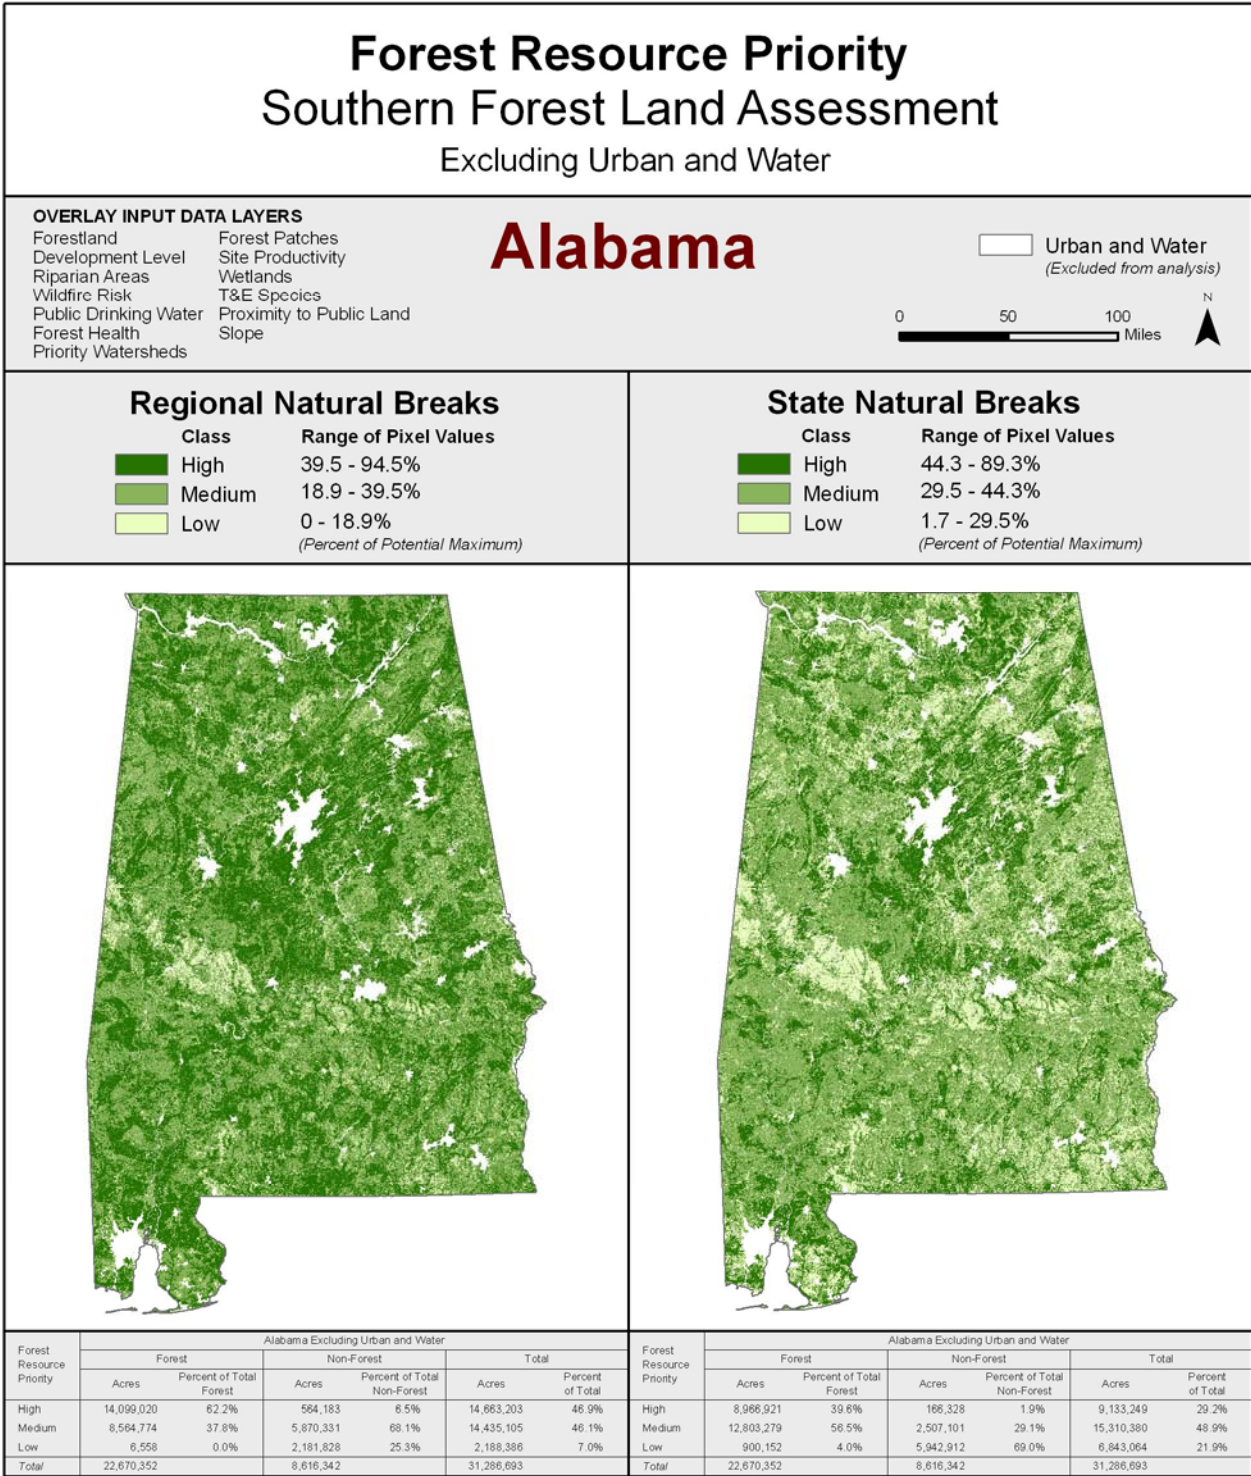 Forest Resource Priority
Southern Forest Land Assessment
Excluding Urban and Water
OVERLAY INPUT DATA LAYERS
Forestland Forest Patches
Development Level Site Productivity
Riparian Areas Wetlands
Wildfire Risk T&E Species
Public Drinking Water Proximity to Public Land
Forest Health Slope
Priority Watersheds
Alabama
Urban and Water
(Excluded from analysis)
0 50 100
Miles
N
Regional Natural Breaks
Class Range of Pixel Values
High 39.5 - 94.5%
Medium 18.9 - 39.5%
Low 0 - 18.9%
(Percent of Potential Maximum)
State Natural Breaks
Class Range of Pixel Values
High 44.3 - 89.3%
Medium 29.5 - 44.3%
Low 1.7 - 29.5%
(Percent of Potential Maximum)
Forest Resource Priority
Alabama Excluding Urban and Water
Forest Non-Forest Total
Acres Percent of Total Forest Acres Percent of Total Non-Forest Acres Percent of Total
High 14,099,020 62.2% 564,183 6.5% 14,663,203 46.9%
Medium 8,564,774 37.8% 5,870,331 68.1% 14,435,105 46.1%
Low 6,558 0.0% 2,181,828 25.3% 2,188,386 7.0%
Total 22,670,352 8,616,342 31,286,693
Forest Resource Priority
Alabama Excluding Urban and Water
Forest Non-Forest Total
Acres Percent of Total Forest Acres Percent of Total Non-Forest Acres Percent of Total
High 8,966,921 39.6% 166,328 1.9% 9,133,249 29.2%
Medium 12,803,279 56.5% 2,507,101 29.1% 15,310,380 48.9%
Low 900,152 4.0% 5,942,912 69.0% 6,843,064 21.9%
Total 22,670,352 8,616,342 31,286,693